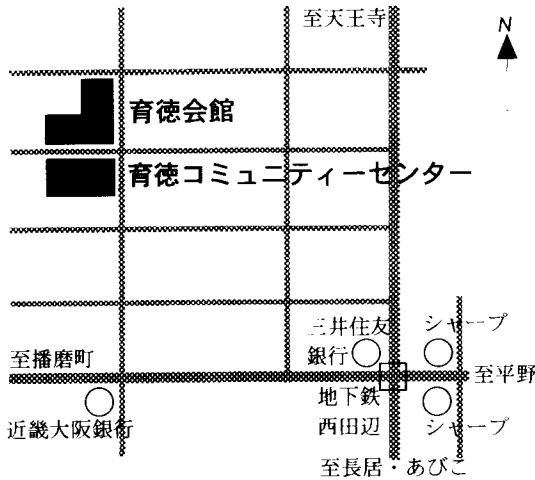 至天王寺
N
育徳会館
育徳コミュニティーセンター
三井住友
銀行
シャープ
至播磨町
至平野
地下鉄
西田辺
近畿大阪銀行
シャープ
至長居・あびこ